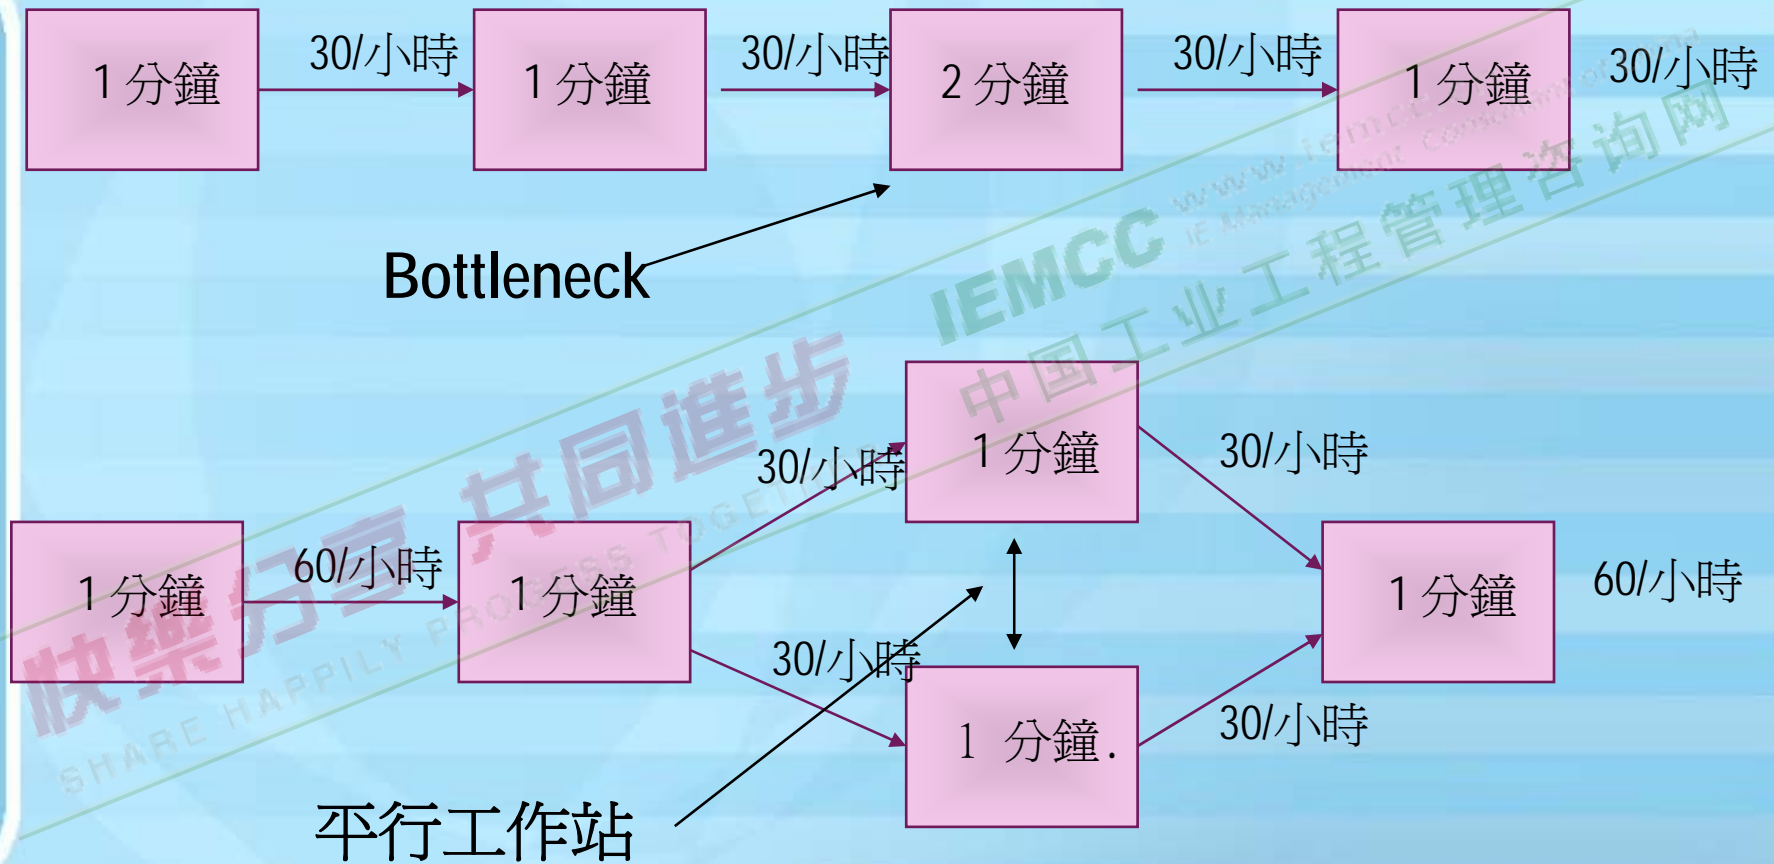 1 分鐘
30/小時
1 分鐘
30/小時
2 分鐘
30/小時
1 分鐘
30/小時
Bottleneck
IEMCC
中国工业工程管理咨询网
快樂分享 共同進步
SHARE HAPPILY PROGRESS TOGETHER
1 分鐘
60/小時
1 分鐘
30/小時
1 分鐘
30/小時
30/小時
1 分鐘.
30/小時
1 分鐘
60/小時
平行工作站